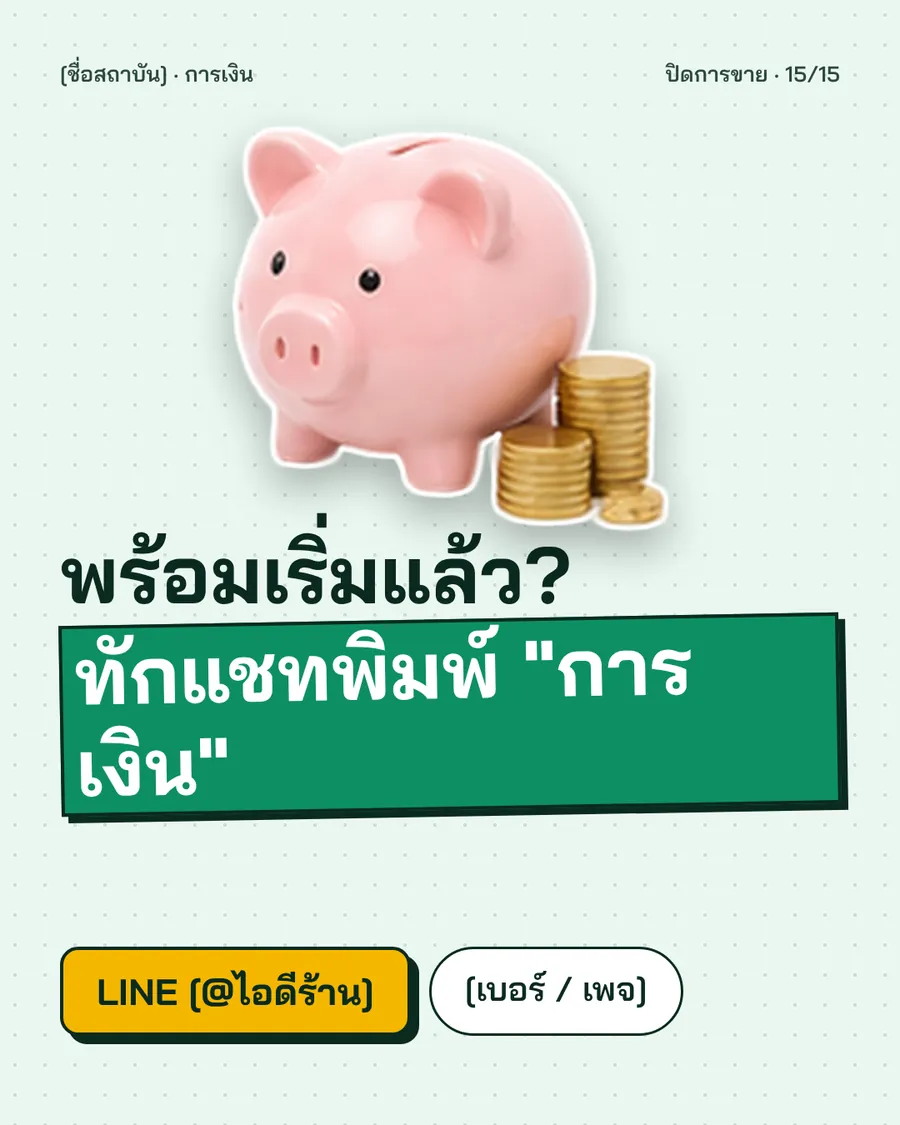 [ชื่อสถาบัน] · การเงิน
ปิดการขาย · 15/15
พร้อมเริ่มแล้ว?
ทักแชทพิมพ์ "การ
เงิน"
LINE [@ไอดีร้าน]
[เบอร์ / เพจ]